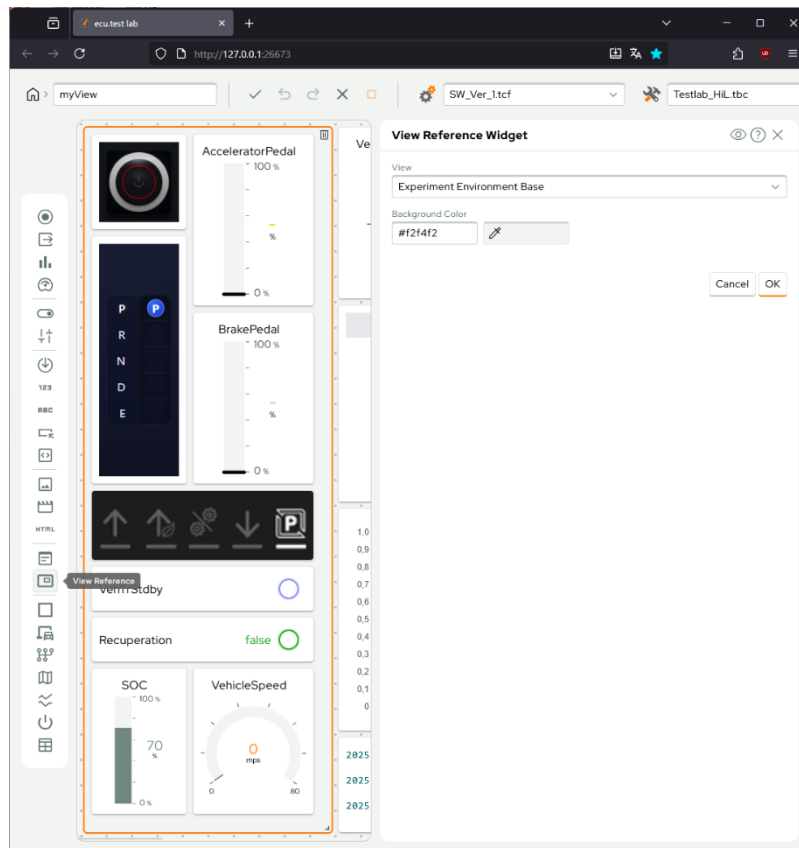 ecu.test lab
http://127.0.0.1:26673
myView
SW_Ver_1.tcf
Testlab_HiL.tbc
View Reference Widget
View
Experiment Environment Base
Background Color
#f2f4f2
Cancel
OK
AcceleratorPedal
100 %
%
0 %
P
P
R
N
D
E
BrakePedal
100 %
%
0 %
P
Recuperation
false
SOC
100 %
70
%
0 %
VehicleSpeed
0
mps
0
80
Ve
1,0
0,9
0,8
0,7
0,6
0,5
0,4
0,3
0,2
0,1
0
2025
2025
2025
123
ABC
HTML
View Reference